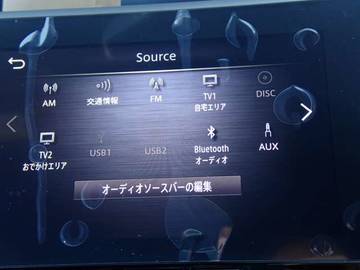 Source
AM
交通情報
FM
TV1
自宅エリア
DISC
TV2
おでかけエリア
USB1
USB2
Bluetooth
オーディオ
AUX
オーディオソースバーの編集